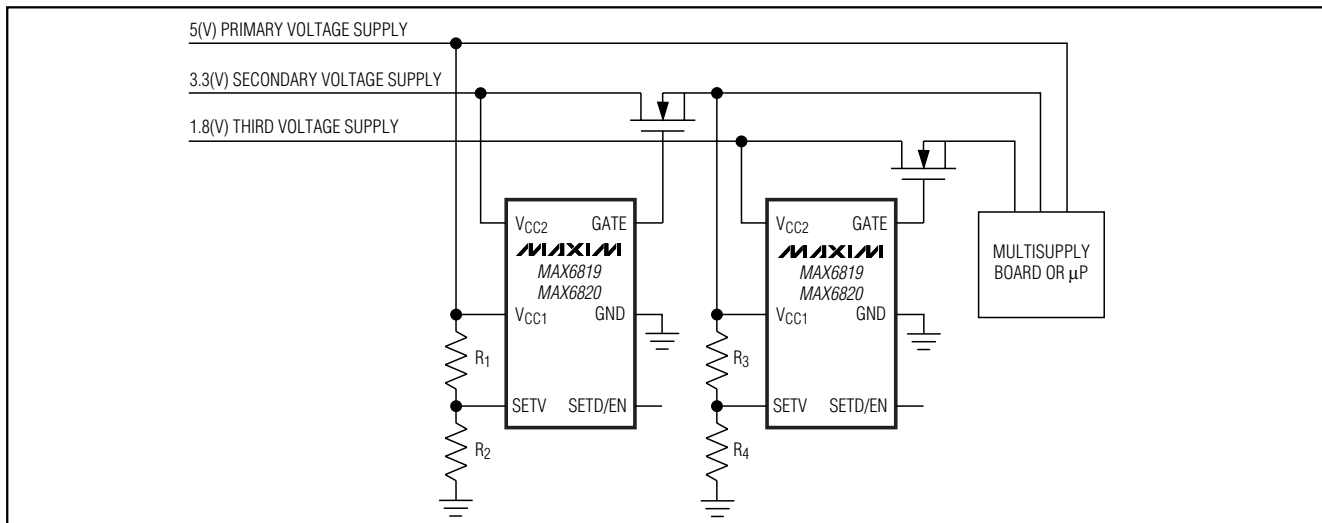 5(V) PRIMARY VOLTAGE SUPPLY
3.3(V) SECONDARY VOLTAGE SUPPLY
1.8(V) THIRD VOLTAGE SUPPLY
VCC2 GATE
MAXIM
MAX6819
MAX6820
VCC1 GND
R1
SETV SETD/EN
R2
VCC2 GATE
MAXIM
MAX6819
MAX6820
VCC1 GND
R3
SETV SETD/EN
R4
MULTISUPPLY
BOARD OR μP